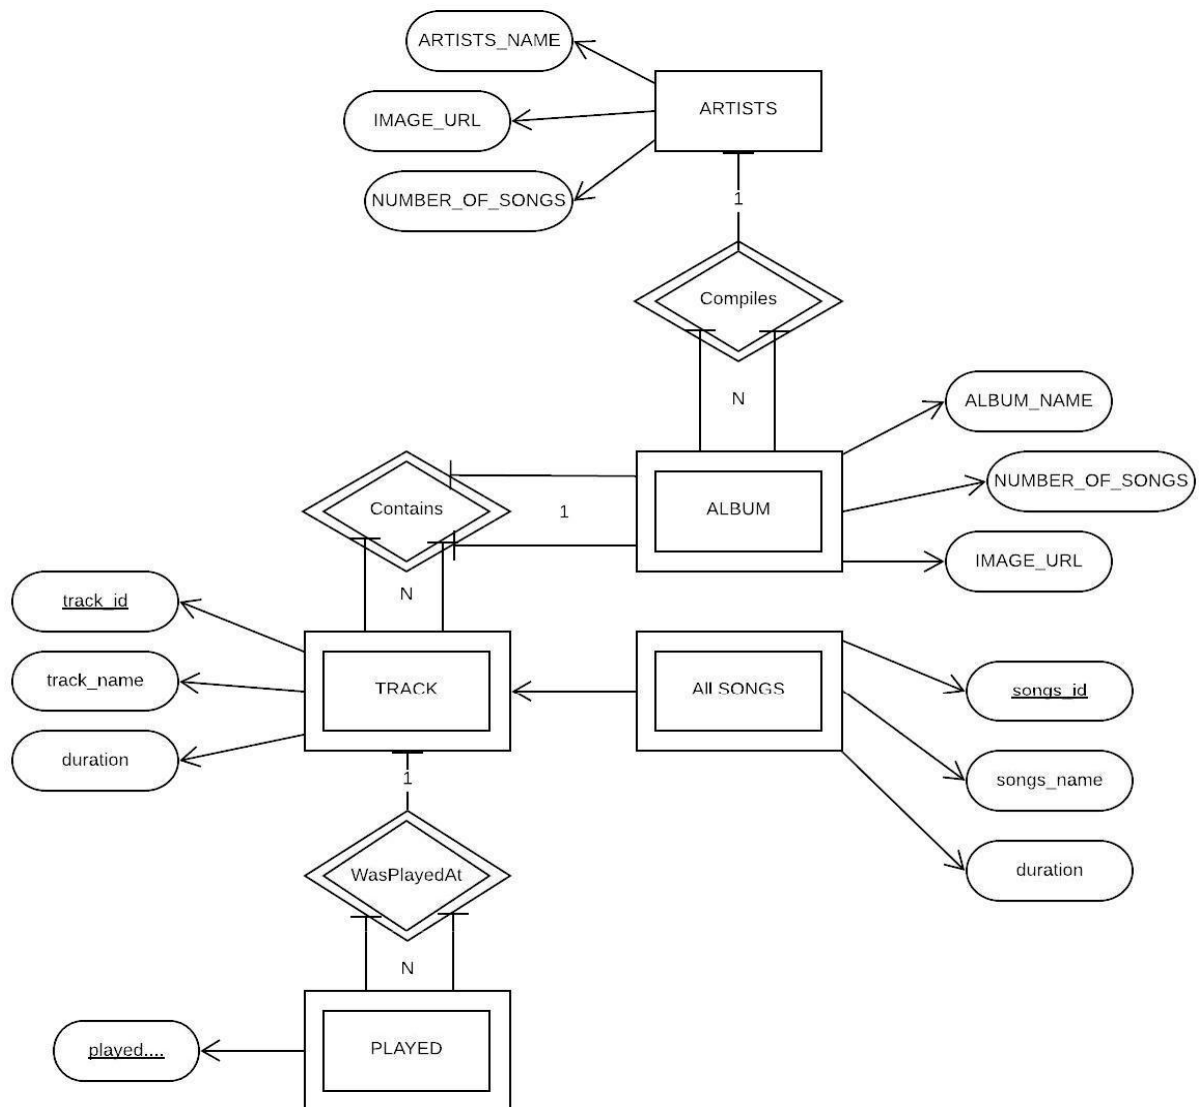 ARTISTS_NAME
ARTISTS
IMAGE_URL
NUMBER_OF_SONGS
1
Compiles
N
ALBUM_NAME
NUMBER_OF_SONGS
ALBUM
Contains
1
IMAGE_URL
N
track_id
track_name
TRACK
All SONGS
songs_id
duration
1
songs_name
WasPlayedAt
duration
N
PLAYED
played....